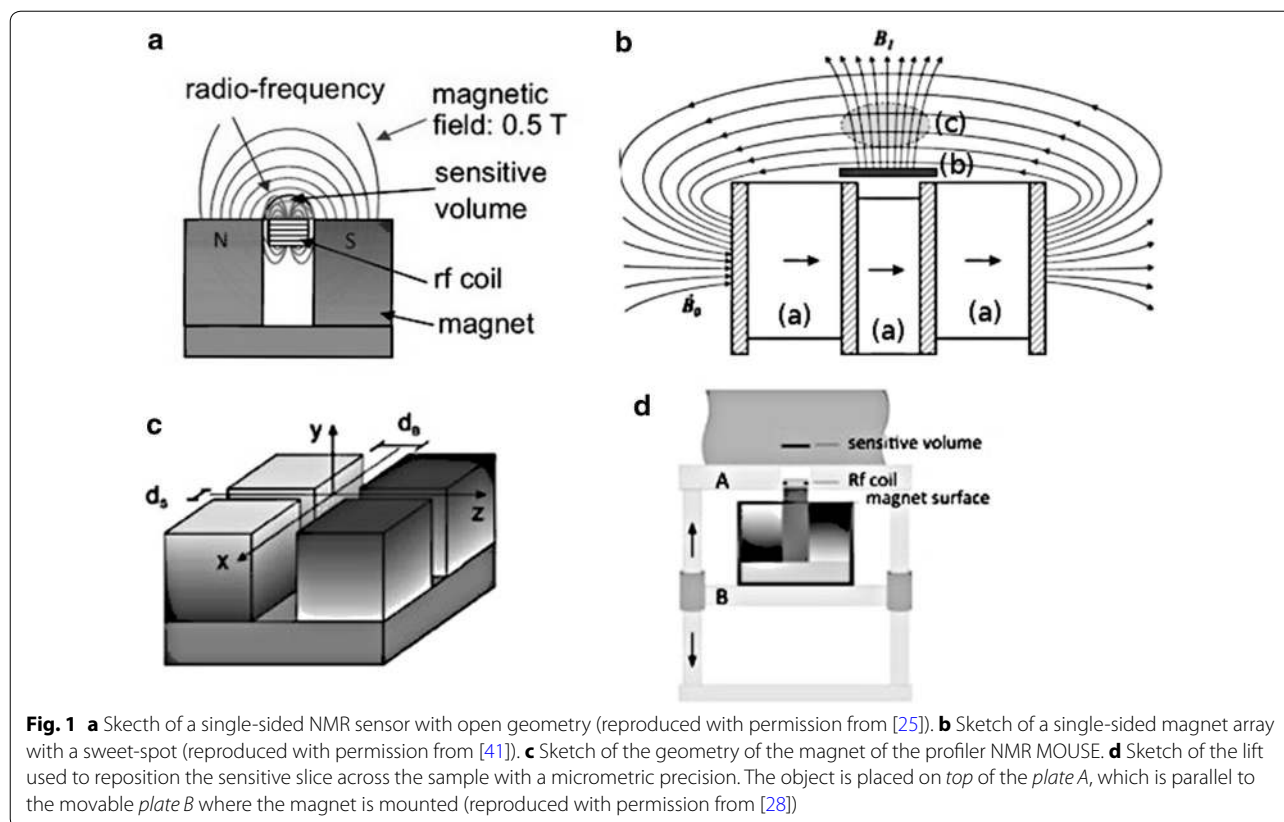 a
radio-frequency
magnetic
field: 0.5 T
sensitive
volume
N
S
rf coil
magnet
b
B₁
(c)
(b)
B₀
(a)
(a)
(a)
c
y
d_B
d_S
z
x
d
sensitive volume
A
Rf coil
magnet surface
B
Fig. 1 a Skecth of a single-sided NMR sensor with open geometry (reproduced with permission from [25]). b Sketch of a single-sided magnet array
with a sweet-spot (reproduced with permission from [41]). c Sketch of the geometry of the magnet of the profiler NMR MOUSE. d Sketch of the lift
used to reposition the sensitive slice across the sample with a micrometric precision. The object is placed on top of the plate A, which is parallel to
the movable plate B where the magnet is mounted (reproduced with permission from [28])